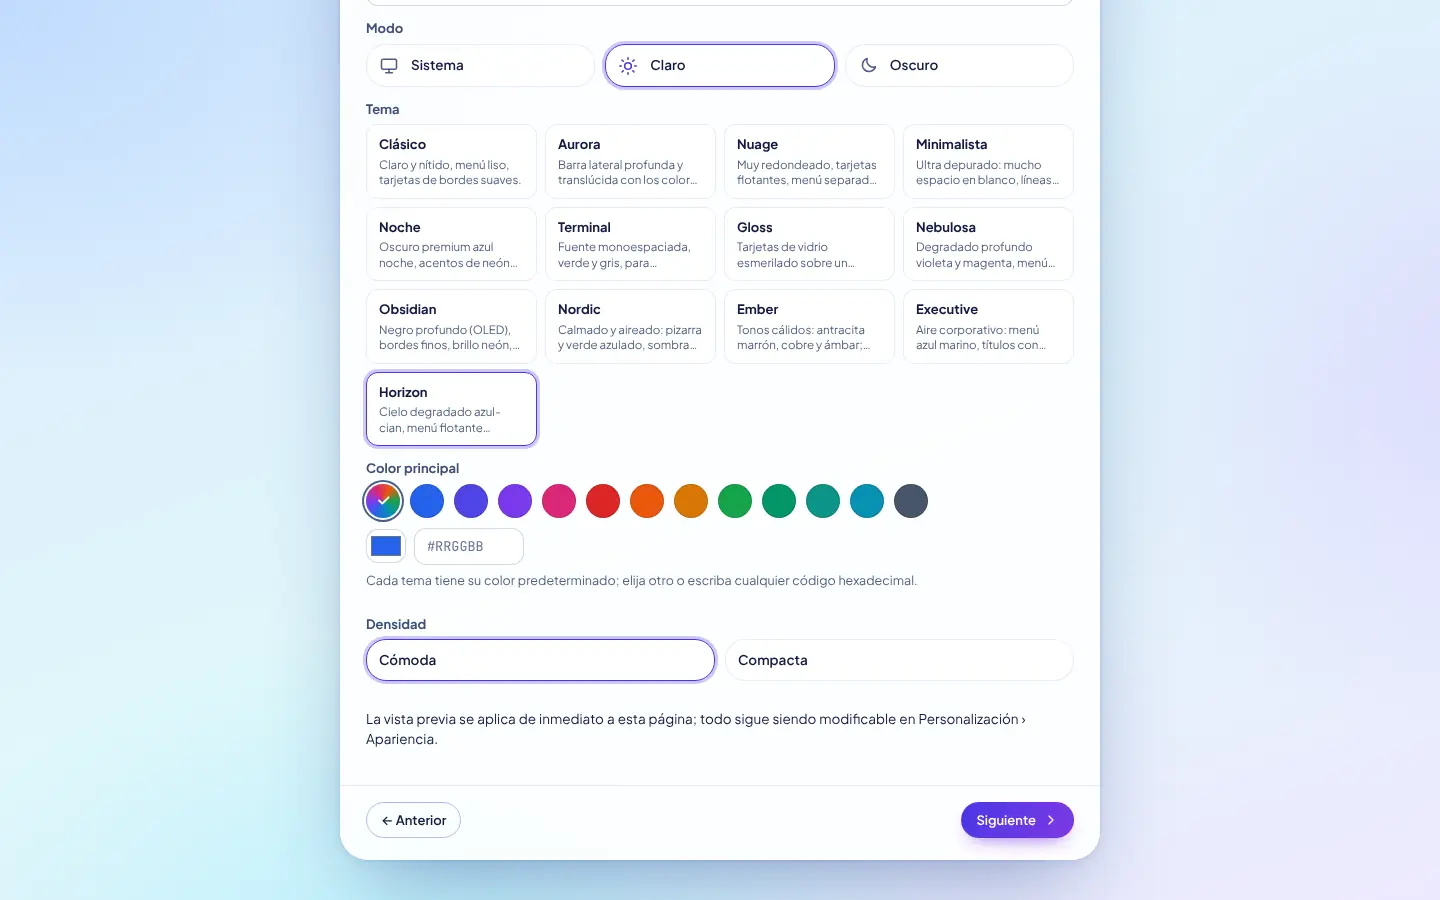 Modo
Sistema
Claro
Oscuro
Tema
Clásico
Claro y nítido, menú liso,
tarjetas de bordes suaves.
Aurora
Barra lateral profunda y
translúcida con los color…
Nuage
Muy redondeado, tarjetas
flotantes, menú separad…
Minimalista
Ultra depurado: mucho
espacio en blanco, líneas…
Noche
Oscuro premium azul
noche, acentos de neón…
Terminal
Fuente monoespaciada,
verde y gris, para…
Gloss
Tarjetas de vidrio
esmerilado sobre un…
Nebulosa
Degradado profundo
violeta y magenta, menú…
Obsidian
Negro profundo (OLED),
bordes finos, brillo neón,…
Nordic
Calmado y aireado: pizarra
y verde azulado, sombra…
Ember
Tonos cálidos: antracita
marrón, cobre y ámbar;…
Executive
Aire corporativo: menú
azul marino, títulos con…
Horizon
Cielo degradado azul-
cian, menú flotante…
Color principal
#RRGGBB
Cada tema tiene su color predeterminado; elija otro o escriba cualquier código hexadecimal.
Densidad
Cómoda
Compacta
La vista previa se aplica de inmediato a esta página; todo sigue siendo modificable en Personalización ›
Apariencia.
← Anterior
Siguiente